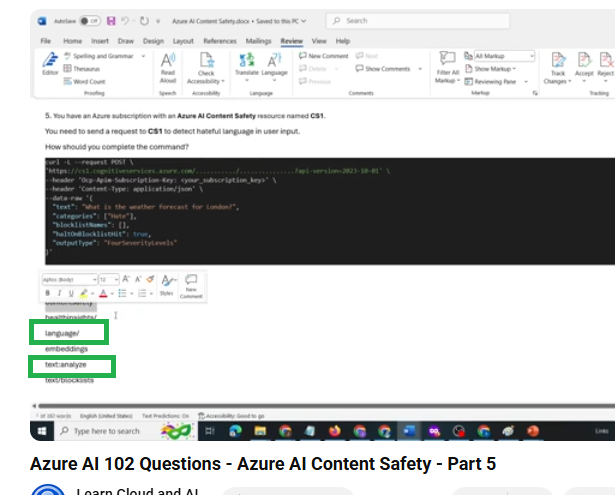 AutoSave Off Azure AI Content Safety.docx • Saved to this PC Search
File Home Insert Draw Design Layout References Mailings Review View Help
Editor
Spelling and Grammar
Thesaurus
Word Count
Proofing
Read Aloud
Speech
Check Accessibility
Accessibility
Translate Language
Language
New Comment Next
Delete Show Comments
Previous
Comments
Filter All Markup
All Markup
Show Markup
Reviewing Pane
Markup
Track Changes
Accept Reject
Tracking
5. You have an Azure subscription with an Azure AI Content Safety resource named CS1.
You need to send a request to CS1 to detect hateful language in user input.
How should you complete the command?
curl -L --request POST \
'https://cs1.cognitiveservices.azure.com/.........../...............?api-version=2023-10-01' \
--header 'Ocp-Apim-Subscription-Key: <your_subscription_key>' \
--header 'Content-Type: application/json' \
--data-raw '{
"text": "What is the weather forecast for London?",
"categories": ["Hate"],
"blocklistNames": [],
"haltOnBlocklistHit": true,
"outputType": "FourSeverityLevels"
}'
Aptos (Body) 12
B I U
Styles
New Comment
contentsafety
healthinsights/
language/
embeddings
text:analyze
text/blocklists
1 of 162 words English (United States) Text Predictions: On Accessibility: Good to go
Type here to search
Links
Azure AI 102 Questions - Azure AI Content Safety - Part 5
Learn Cloud and AI